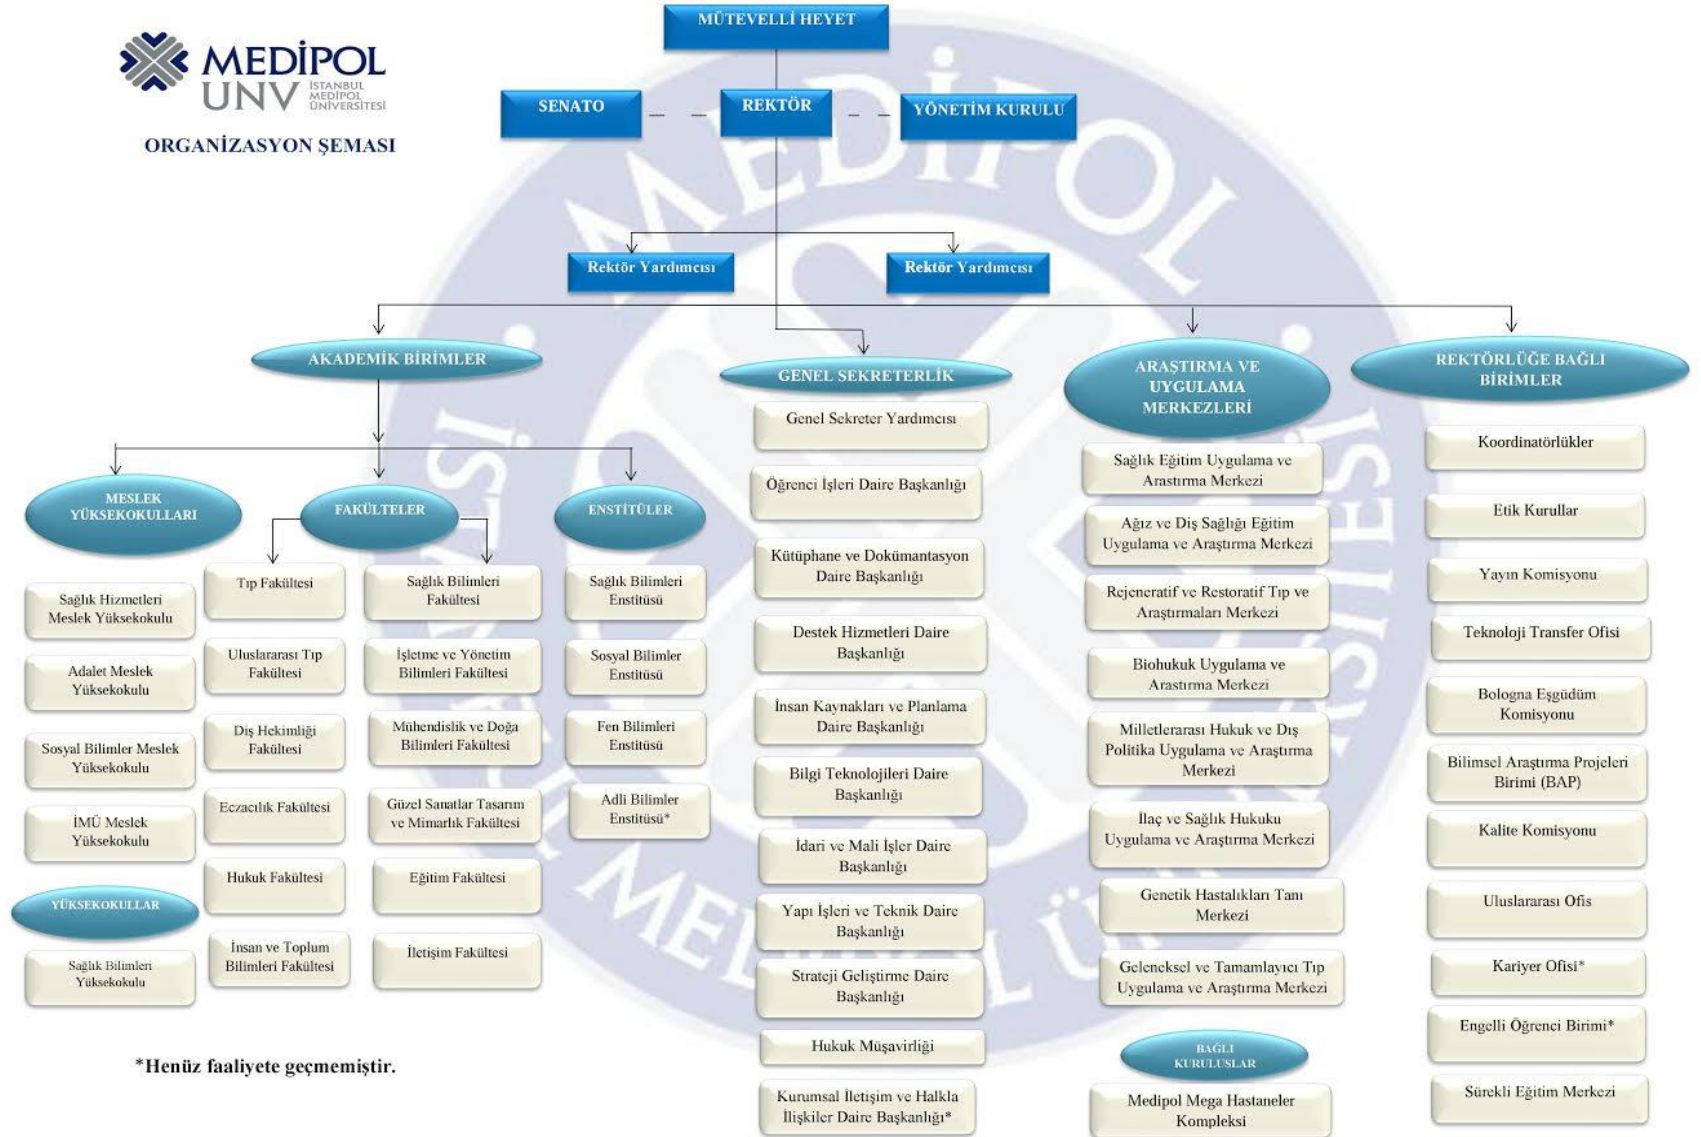 MEDİPOL
UNV
İSTANBUL
MEDİPOL
ÜNİVERSİTESİ
ORGANİZASYON ŞEMASI
MÜTEVELLİ HEYET
SENATO
REKTÖR
YÖNETİM KURULU
Rektör Yardımcısı
Rektör Yardımcısı
AKADEMİK BİRİMLER
MESLEK
YÜKSEKOKULLARI
Sağlık Hizmetleri
Meslek Yüksekokulu
Adalet Meslek
Yüksekokulu
Sosyal Bilimler Meslek
Yüksekokulu
İMÜ Meslek
Yüksekokulu
YÜKSEKOKULLAR
Sağlık Bilimleri
Yüksekokulu
FAKÜLTELER
Tıp Fakültesi
Uluslararası Tıp
Fakültesi
Diş Hekimliği
Fakültesi
Eczacılık Fakültesi
Hukuk Fakültesi
İnsan ve Toplum
Bilimleri Fakültesi
Sağlık Bilimleri
Fakültesi
İşletme ve Yönetim
Bilimleri Fakültesi
Mühendislik ve Doğa
Bilimleri Fakültesi
Güzel Sanatlar Tasarım
ve Mimarlık Fakültesi
Eğitim Fakültesi
İletişim Fakültesi
ENSTİTÜLER
Sağlık Bilimleri
Enstitüsü
Sosyal Bilimler
Enstitüsü
Fen Bilimleri
Enstitüsü
Adli Bilimler
Enstitüsü*
GENEL SEKRETERLİK
Genel Sekreter Yardımcısı
Öğrenci İşleri Daire Başkanlığı
Kütüphane ve Dokümantasyon
Daire Başkanlığı
Destek Hizmetleri Daire
Başkanlığı
İnsan Kaynakları ve Planlama
Daire Başkanlığı
Bilgi Teknolojileri Daire
Başkanlığı
İdari ve Mali İşler Daire
Başkanlığı
Yapı İşleri ve Teknik Daire
Başkanlığı
Strateji Geliştirme Daire
Başkanlığı
Hukuk Müşavirliği
Kurumsal İletişim ve Halkla
İlişkiler Daire Başkanlığı*
ARAŞTIRMA VE
UYGULAMA
MERKEZLERİ
Sağlık Eğitim Uygulama ve
Arastırma Merkezi
Ağız ve Diş Sağlığı Eğitim
Uygulama ve Araştırma Merkezi
Rejeneratif ve Restoratif Tıp ve
Araştırmaları Merkezi
Biohukuk Uygulama ve
Arastırma Merkezi
Milletlerarası Hukuk ve Dış
Politika Uygulama ve Araştırma
Merkezi
İlaç ve Sağlık Hukuku
Uygulama ve Araştırma Merkezi
Genetik Hastalıkları Tanı
Merkezi
Geleneksel ve Tamamlayıcı Tıp
Uygulama ve Araştırma Merkezi
BAĞLI
KURULUŞLAR
Medipol Mega Hastaneler
Kompleksi
REKTÖRLÜĞE BAĞLI
BİRİMLER
Koordinatörlükler
Etik Kurullar
Yayın Komisyonu
Teknoloji Transfer Ofisi
Bologna Eşgüdüm
Komisyonu
Bilimsel Araştırma Projeleri
Birimi (BAP)
Kalite Komisyonu
Uluslararası Ofis
Kariyer Ofisi*
Engelli Öğrenci Birimi*
Sürekli Eğitim Merkezi
*Henüz faaliyete geçmemiştir.